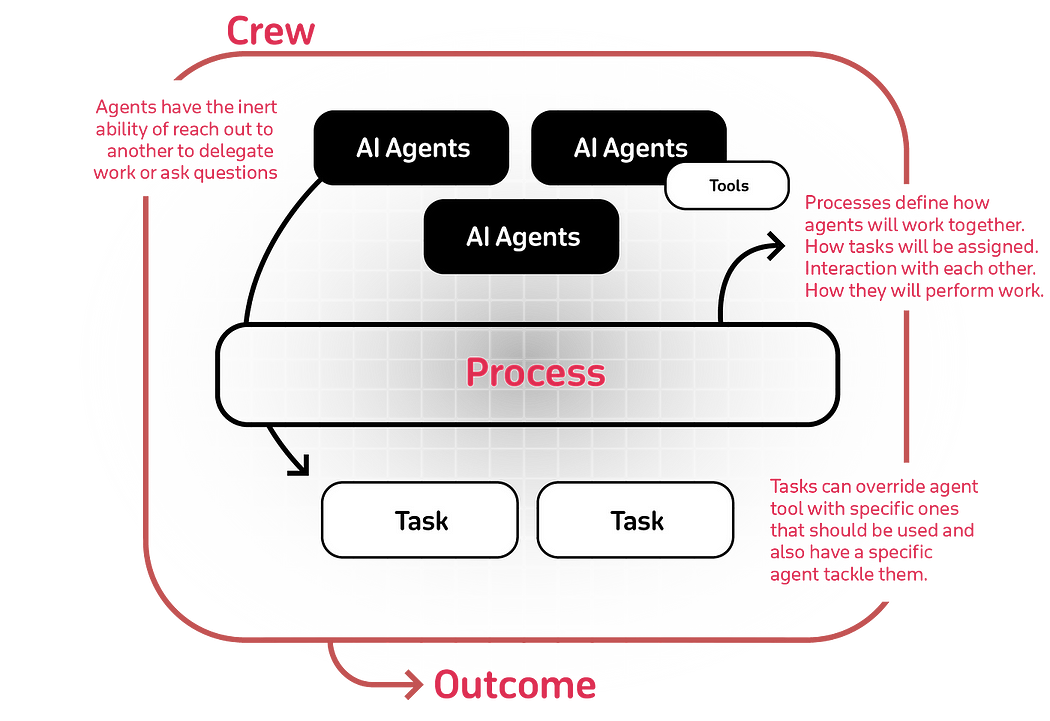 Crew
Agents have the inert
ability of reach out to
another to delegate
work or ask questions
AI Agents
AI Agents
Tools
AI Agents
Processes define how
agents will work together.
How tasks will be assigned.
Interaction with each other.
How they will perform work.
Process
Task
Task
Tasks can override agent
tool with specific ones
that should be used and
also have a specific
agent tackle them.
Outcome